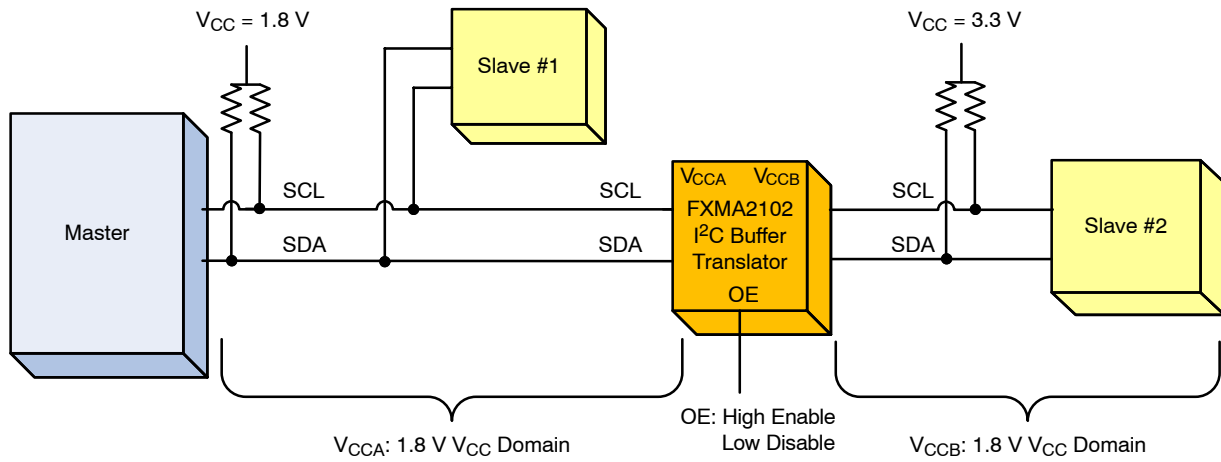 VCC = 1.8 V
VCC = 3.3 V
Slave #1
Master
SCL
SCL
VCCA VCCB
FXMA2102
I²C Buffer
Translator
OE
SCL
SDA
SDA
SDA
Slave #2
OE: High Enable
Low Disable
VCCA: 1.8 V VCC Domain
VCCB: 1.8 V VCC Domain